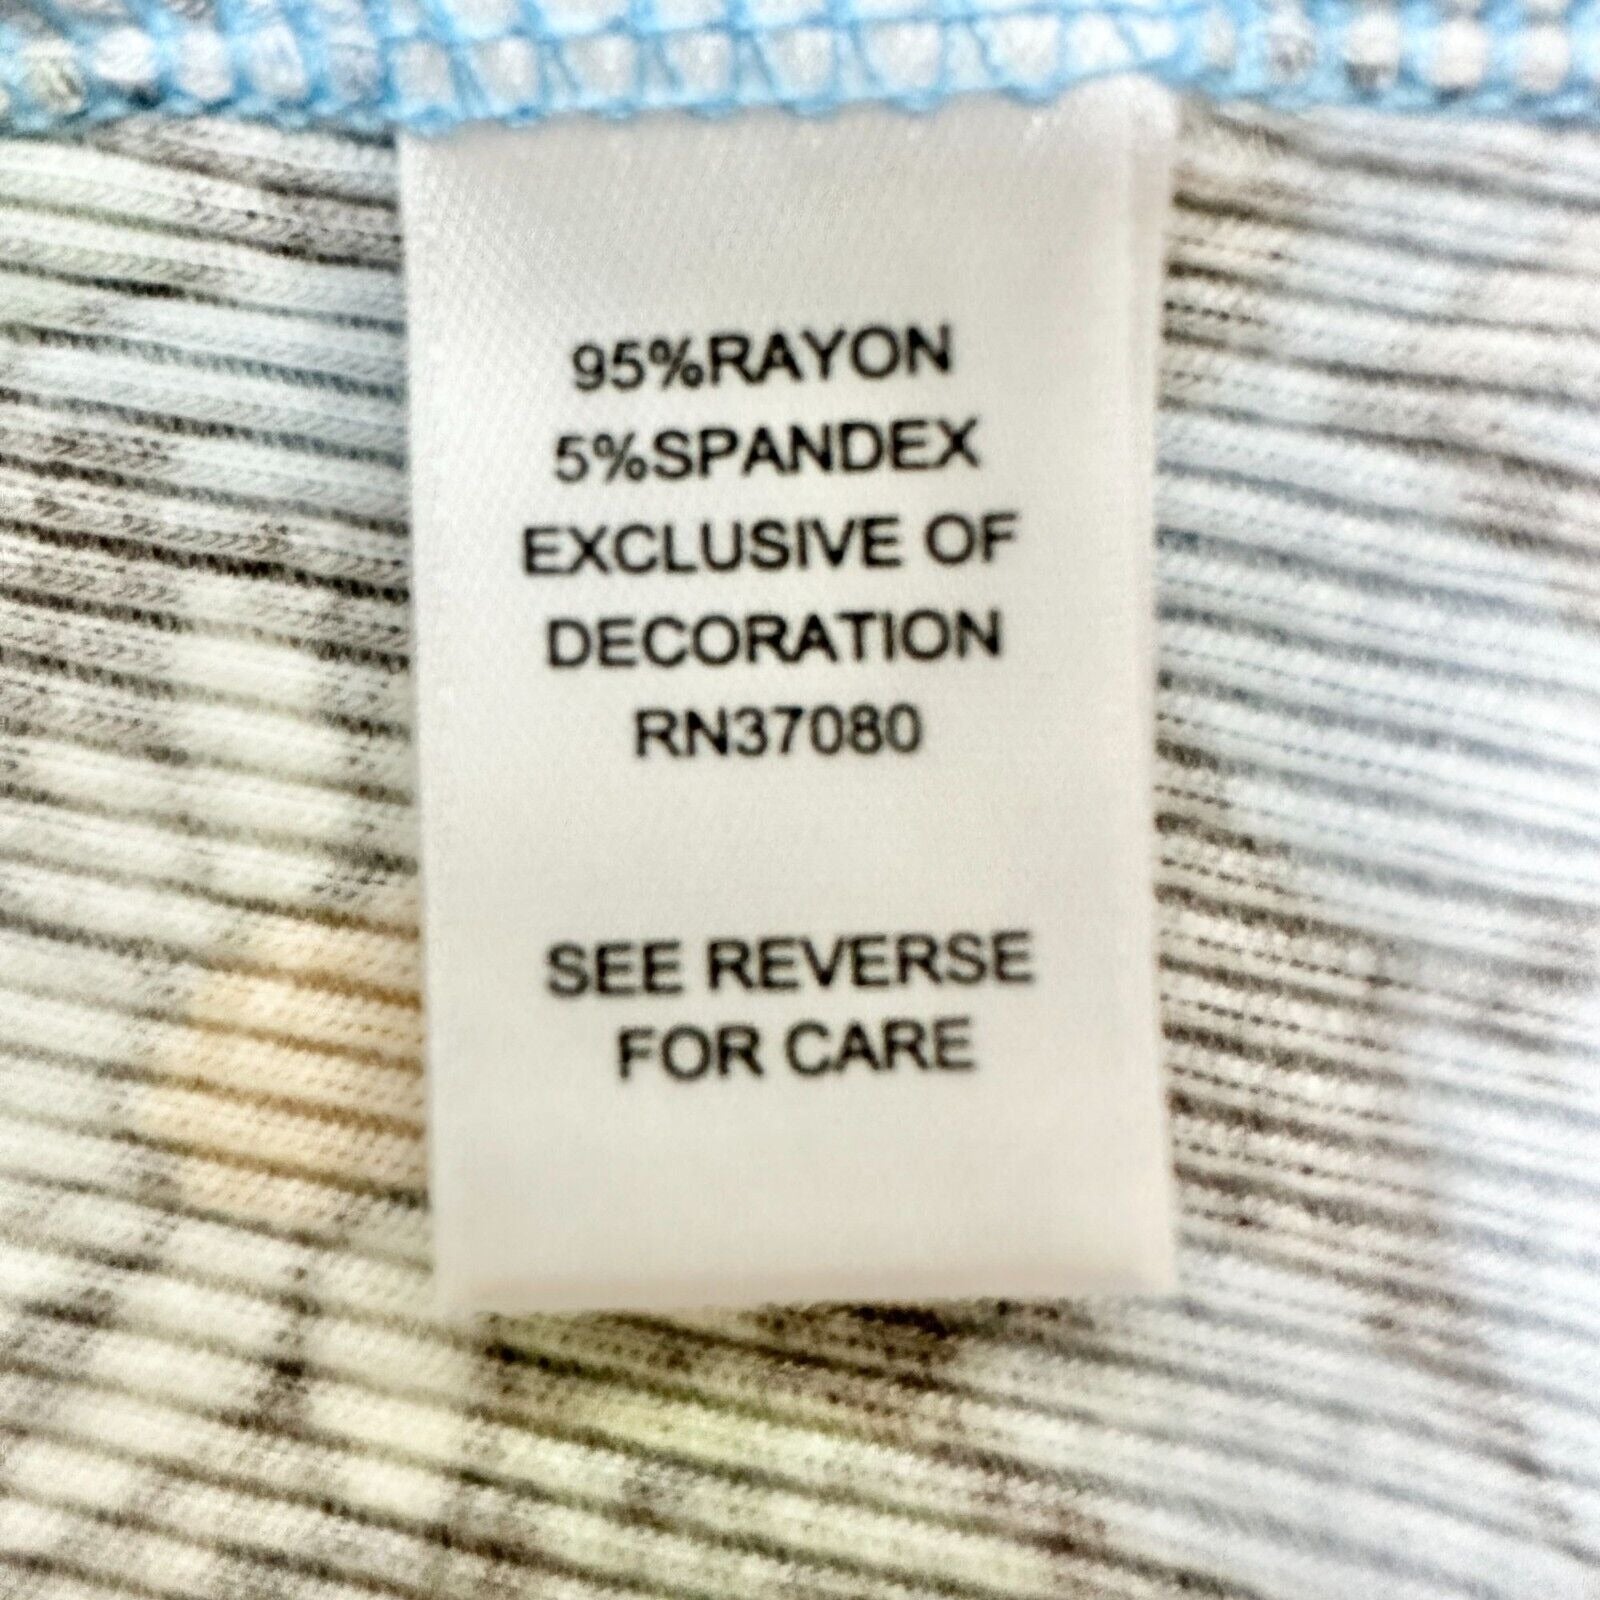 95%RAYON
5%SPANDEX
EXCLUSIVE OF
DECORATION
RN37080
SEE REVERSE
FOR CARE